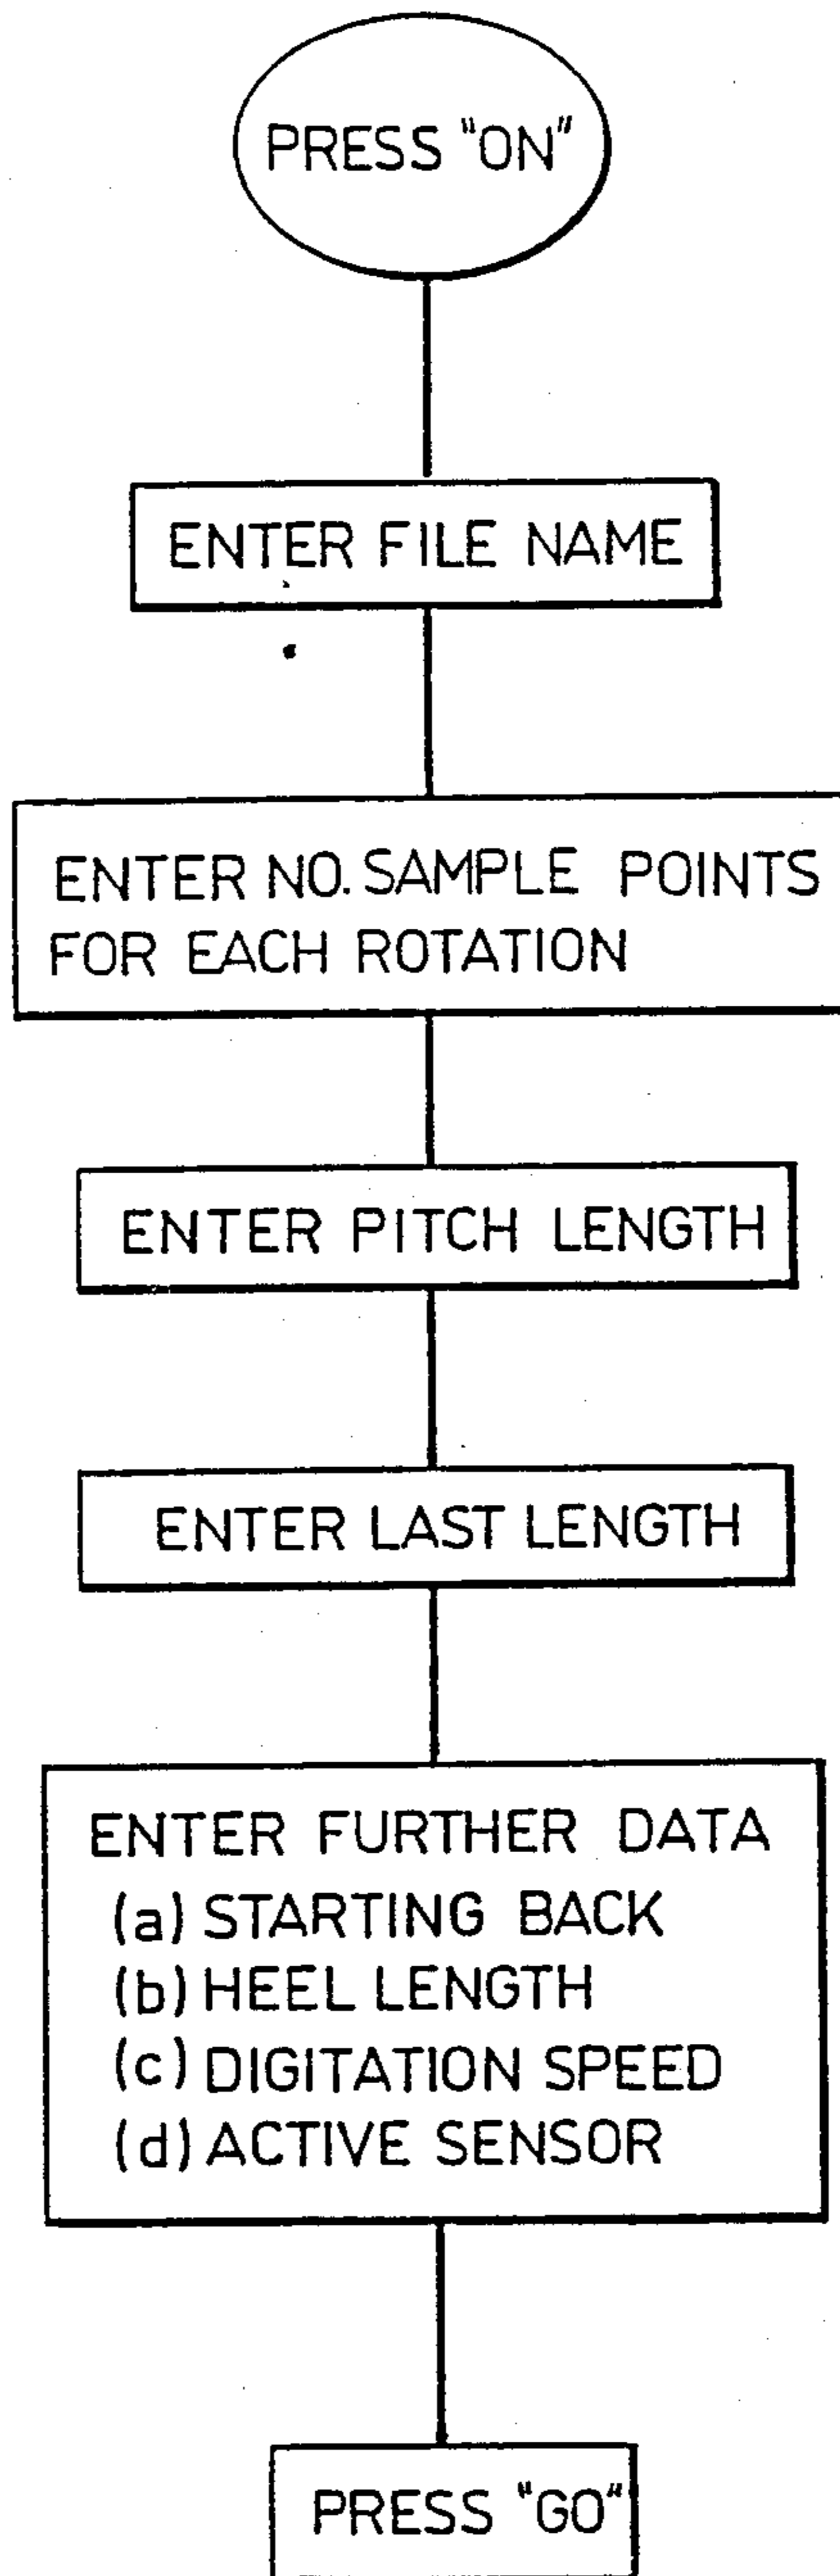 PRESS "ON"
ENTER FILE NAME
ENTER NO. SAMPLE POINTS
FOR EACH ROTATION
ENTER PITCH LENGTH
ENTER LAST LENGTH
ENTER FURTHER DATA
(a) STARTING BACK
(b) HEEL LENGTH
(c) DIGITATION SPEED
(d) ACTIVE SENSOR
PRESS "GO"